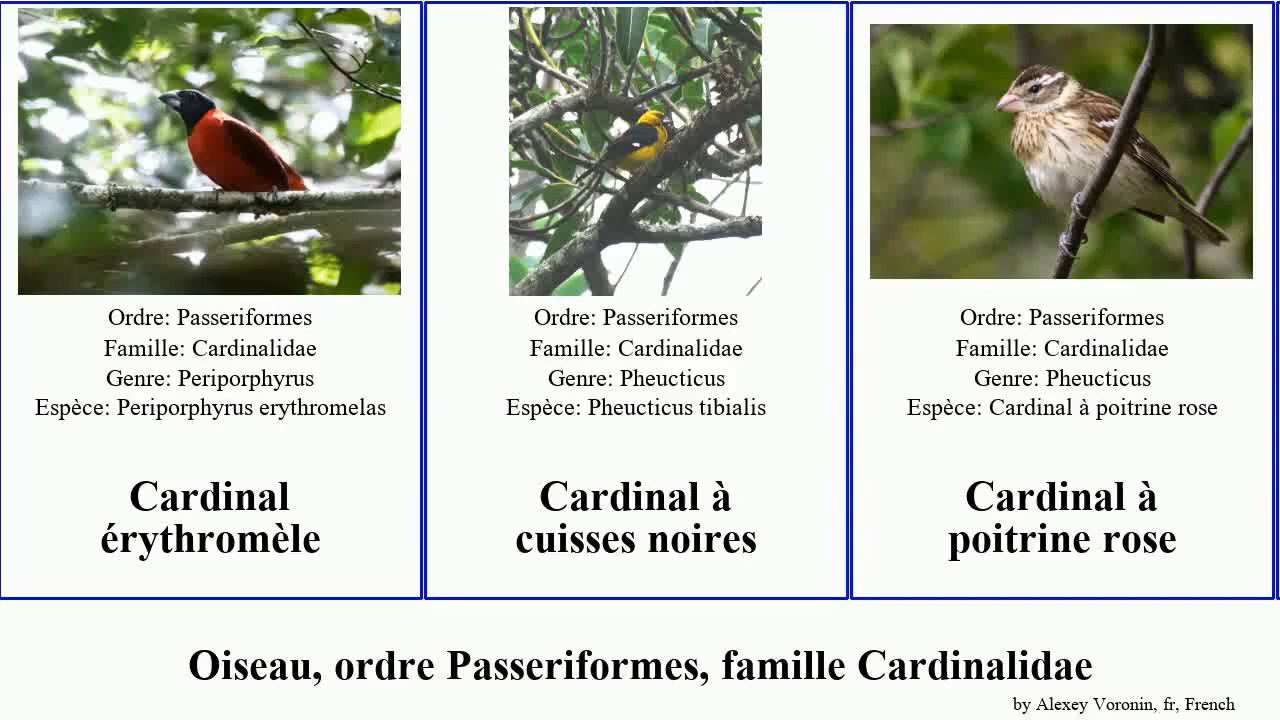 Ordre: Passeriformes
Famille: Cardinalidae
Genre: Periporphyrus
Espèce: Periporphyrus erythromelas
Cardinal
érythromèle
Ordre: Passeriformes
Famille: Cardinalidae
Genre: Pheucticus
Espèce: Pheucticus tibialis
Cardinal à
cuisses noires
Ordre: Passeriformes
Famille: Cardinalidae
Genre: Pheucticus
Espèce: Cardinal à poitrine rose
Cardinal à
poitrine rose
Oiseau, ordre Passeriformes, famille Cardinalidae
by Alexey Voronin, fr, French